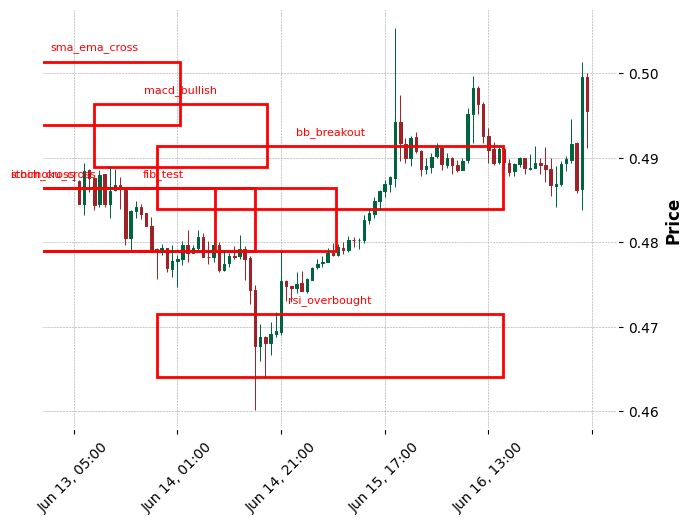 sma_ema_cross
0.50
macd_bullish
bb_breakout
0.49
fib_test
0.48
Price
rsi_overbought
0.47
0.46
Jun 13, 05:00
Jun 14, 01:00
Jun 14, 21:00
Jun 15, 17:00
Jun 16, 13:00